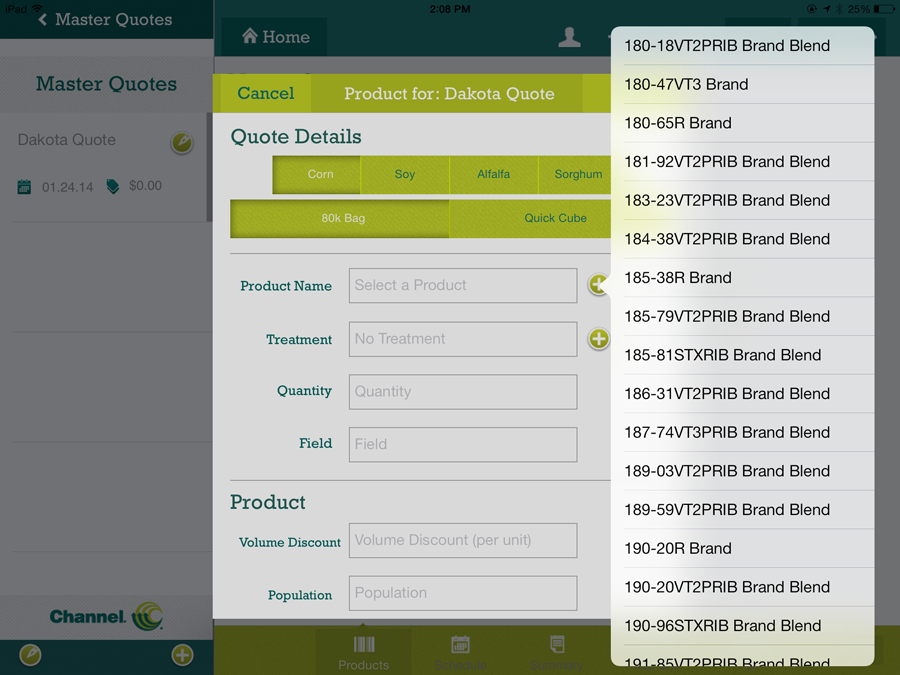 iPad 2:08 PM 25%
Master Quotes
Home
Master Quotes
Dakota Quote
01.24.14 $0.00
Channel.
Cancel Product for: Dakota Quote
Quote Details
Corn Soy Alfalfa Sorghum
80k Bag Quick Cube
Product Name Select a Product
Treatment No Treatment
Quantity Quantity
Field Field
Product
Volume Discount Volume Discount (per unit)
Population Population
Products Schedule Summary
180-18VT2PRIB Brand Blend
180-47VT3 Brand
180-65R Brand
181-92VT2PRIB Brand Blend
183-23VT2PRIB Brand Blend
184-38VT2PRIB Brand Blend
185-38R Brand
185-79VT2PRIB Brand Blend
185-81STXRIB Brand Blend
186-31VT2PRIB Brand Blend
187-74VT3PRIB Brand Blend
189-03VT2PRIB Brand Blend
189-59VT2PRIB Brand Blend
190-20R Brand
190-20VT2PRIB Brand Blend
190-96STXRIB Brand Blend
191-85VT2PRIB Brand Blend